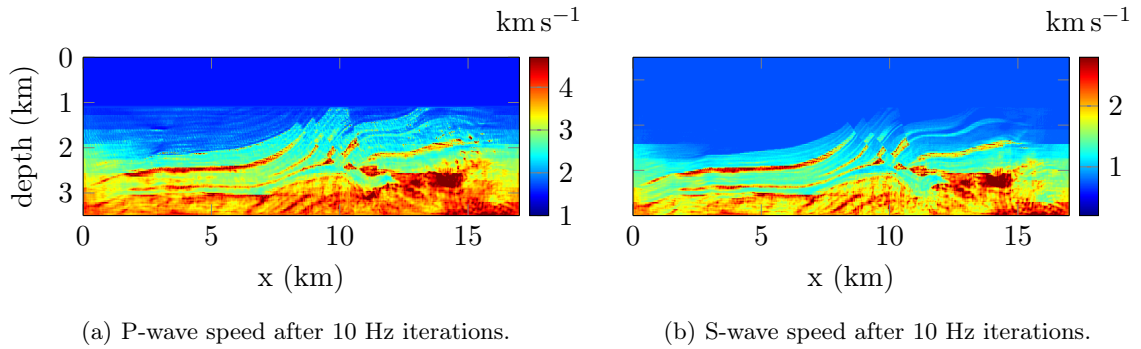 km s⁻¹
km s⁻¹
0
1
2
3
depth (km)
0
5
10
15
x (km)
4
3
2
1
0
5
10
15
x (km)
2
1
(a) P-wave speed after 10 Hz iterations.
(b) S-wave speed after 10 Hz iterations.